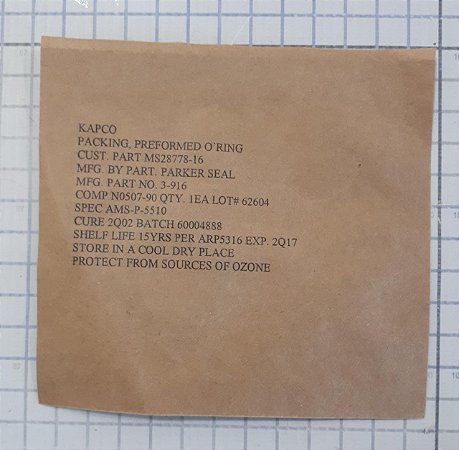 KAPCO
PACKING, PREFORMED O'RING
CUST. PART MS28778-16
MFG. BY PART. PARKER SEAL
MFG. PART NO. 3-916
COMP N0507-90 QTY. 1EA LOT# 62604
SPEC AMS-P-5510
CURE 2Q02 BATCH 60004888
SHELF LIFE 15YRS PER ARP5316 EXP. 2Q17
STORE IN A COOL DRY PLACE
PROTECT FROM SOURCES OF OZONE